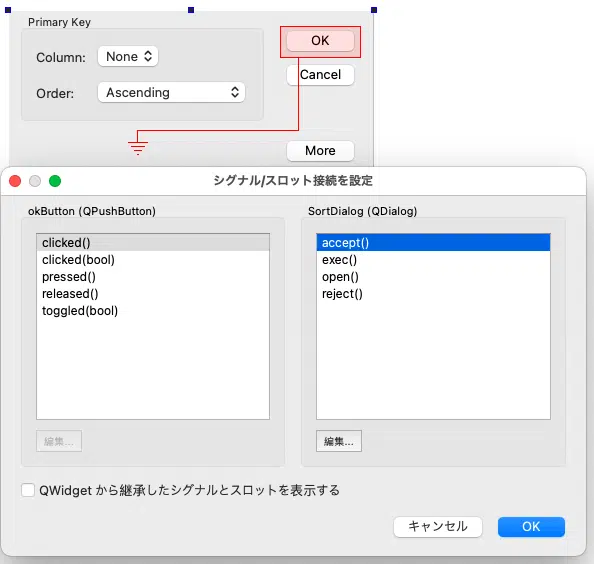 Primary Key
Column: None
OK
Cancel
Order: Ascending
More
シグナル/スロット接続を設定
okButton (QPushButton)
clicked()
clicked(bool)
pressed()
released()
toggled(bool)
編集...
SortDialog (QDialog)
accept()
exec()
open()
reject()
編集...
QWidget から継承したシグナルとスロットを表示する
キャンセル
OK